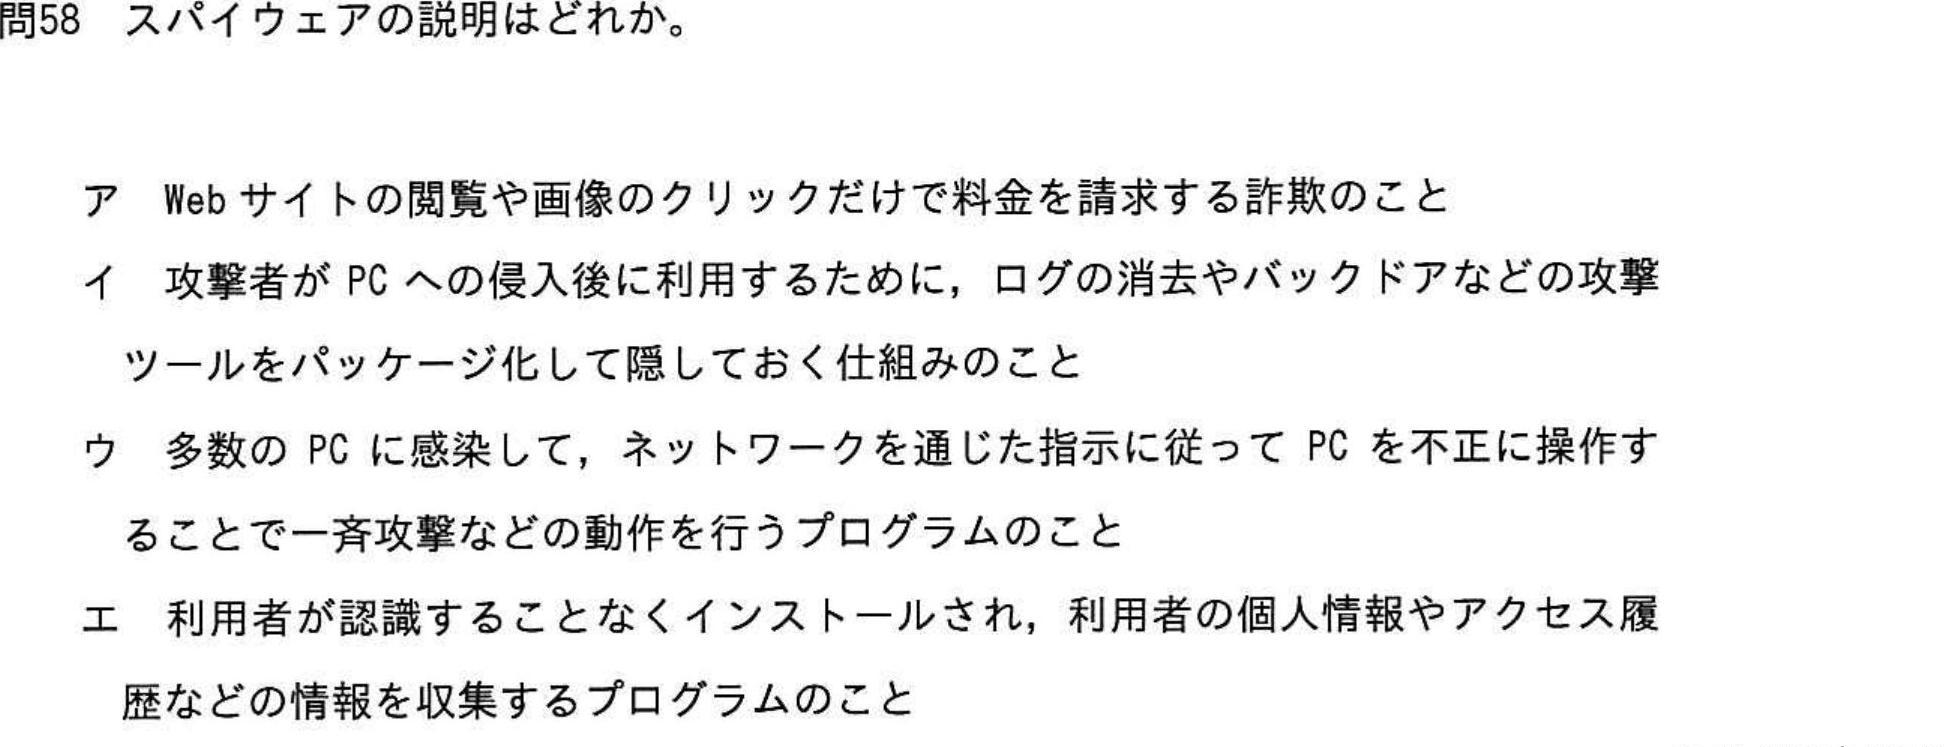 問58　スパイウェアの説明はどれか。
ア　Web サイトの閲覧や画像のクリックだけで料金を請求する詐欺のこと
イ　攻撃者が PC への侵入後に利用するために，ログの消去やバックドアなどの攻撃
ツールをパッケージ化して隠しておく仕組みのこと
ウ　多数の PC に感染して，ネットワークを通じた指示に従って PC を不正に操作す
ることで一斉攻撃などの動作を行うプログラムのこと
エ　利用者が認識することなくインストールされ，利用者の個人情報やアクセス履
歴などの情報を収集するプログラムのこと